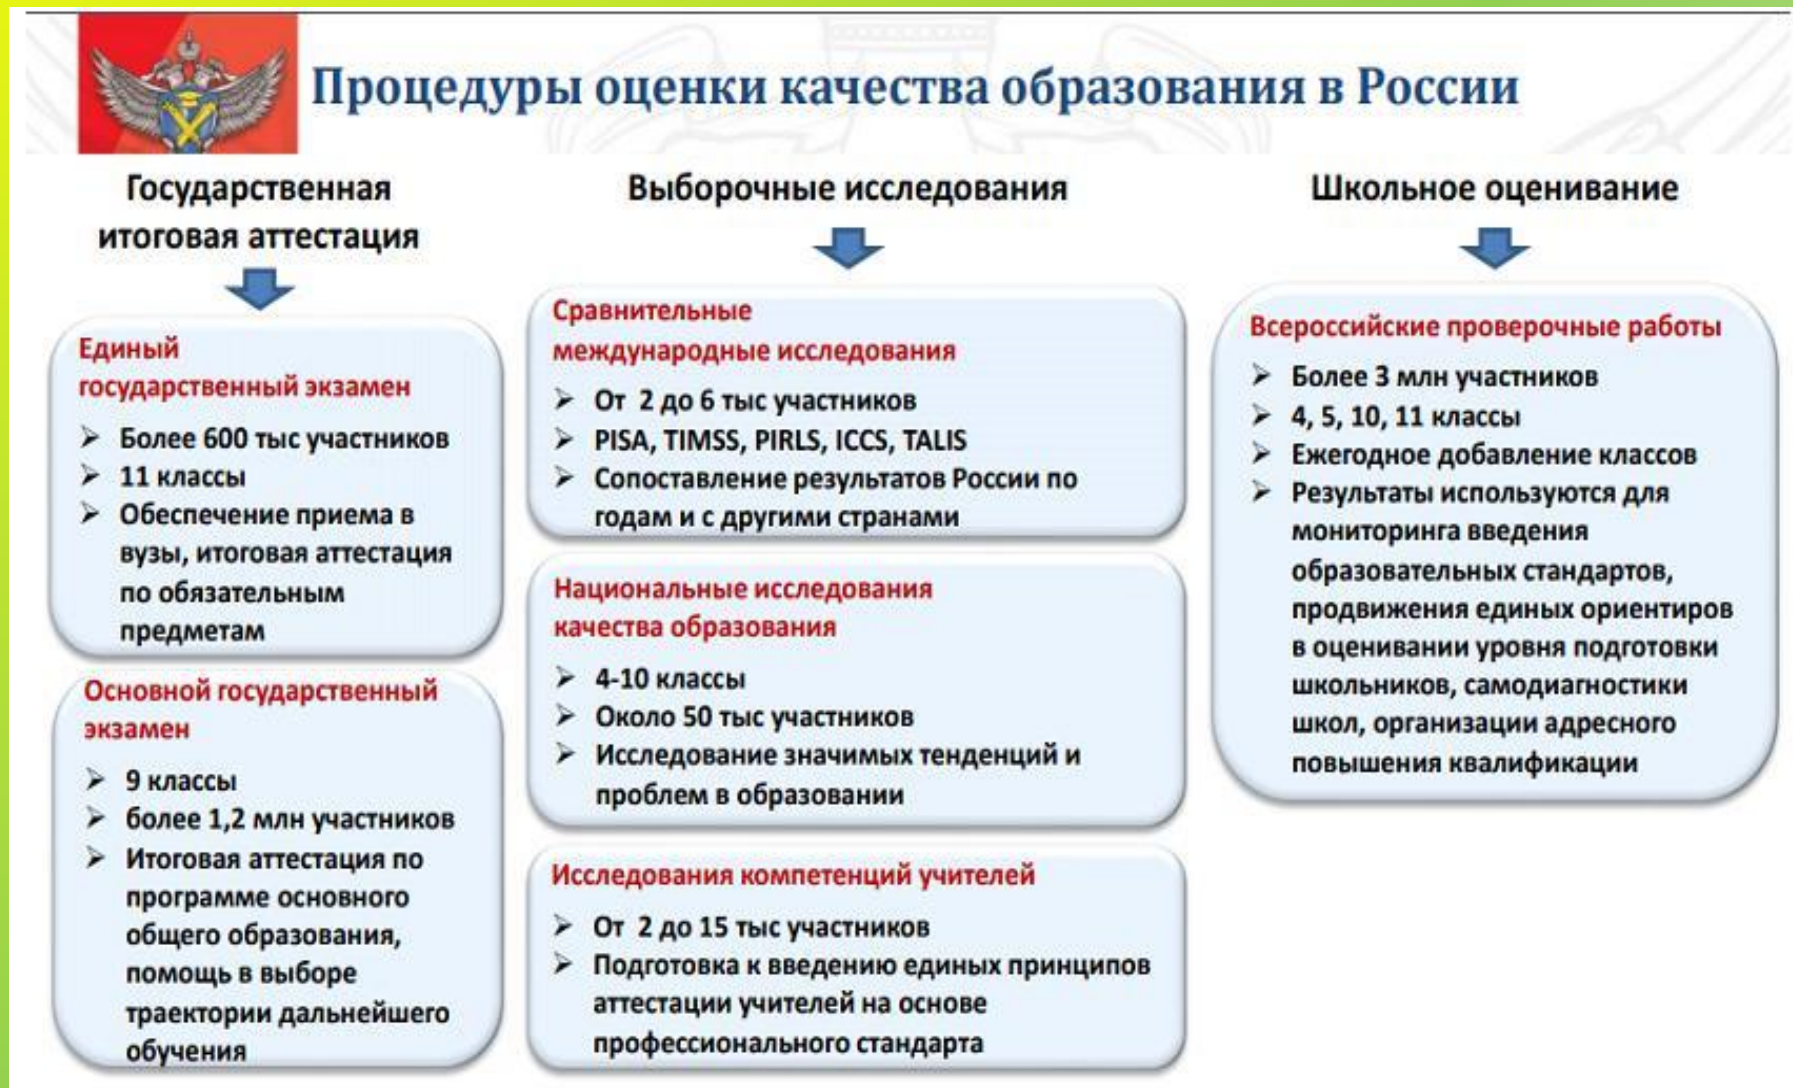 Процедуры оценки качества образования в России
Государственная
итоговая аттестация
Единый
государственный экзамен
Более 600 тыс участников
11 классы
Обеспечение приема в
вузы, итоговая аттестация
по обязательным
предметам
Основной государственный
экзамен
9 классы
более 1,2 млн участников
Итоговая аттестация по
программе основного
общего образования,
помощь в выборе
траектории дальнейшего
обучения
Выборочные исследования
Сравнительные
международные исследования
От 2 до 6 тыс участников
PISA, TIMSS, PIRLS, ICCS, TALIS
Сопоставление результатов России по
годам и с другими странами
Национальные исследования
качества образования
4-10 классы
Около 50 тыс участников
Исследование значимых тенденций и
проблем в образовании
Исследования компетенций учителей
От 2 до 15 тыс участников
Подготовка к введению единых принципов
аттестации учителей на основе
профессионального стандарта
Школьное оценивание
Всероссийские проверочные работы
Более 3 млн участников
4, 5, 10, 11 классы
Ежегодное добавление классов
Результаты используются для
мониторинга введения
образовательных стандартов,
продвижения единых ориентиров
в оценивании уровня подготовки
школьников, самодиагностики
школ, организации адресного
повышения квалификации